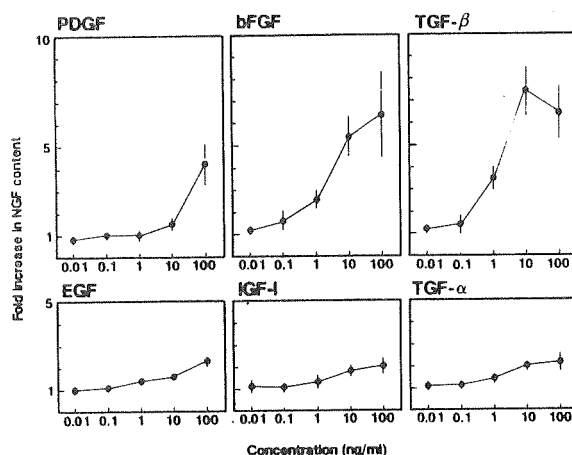 PDGF bFGF TGF-β
10
5
1
Fold increase in NGF content
0.01 0.1 1 10 100 0.01 0.1 1 10 100 0.01 0.1 1 10 100
EGF IGF-I TGF-α
5
1
0.01 0.1 1 10 100 0.01 0.1 1 10 100 0.01 0.1 1 10 100
Concentration (ng/ml)